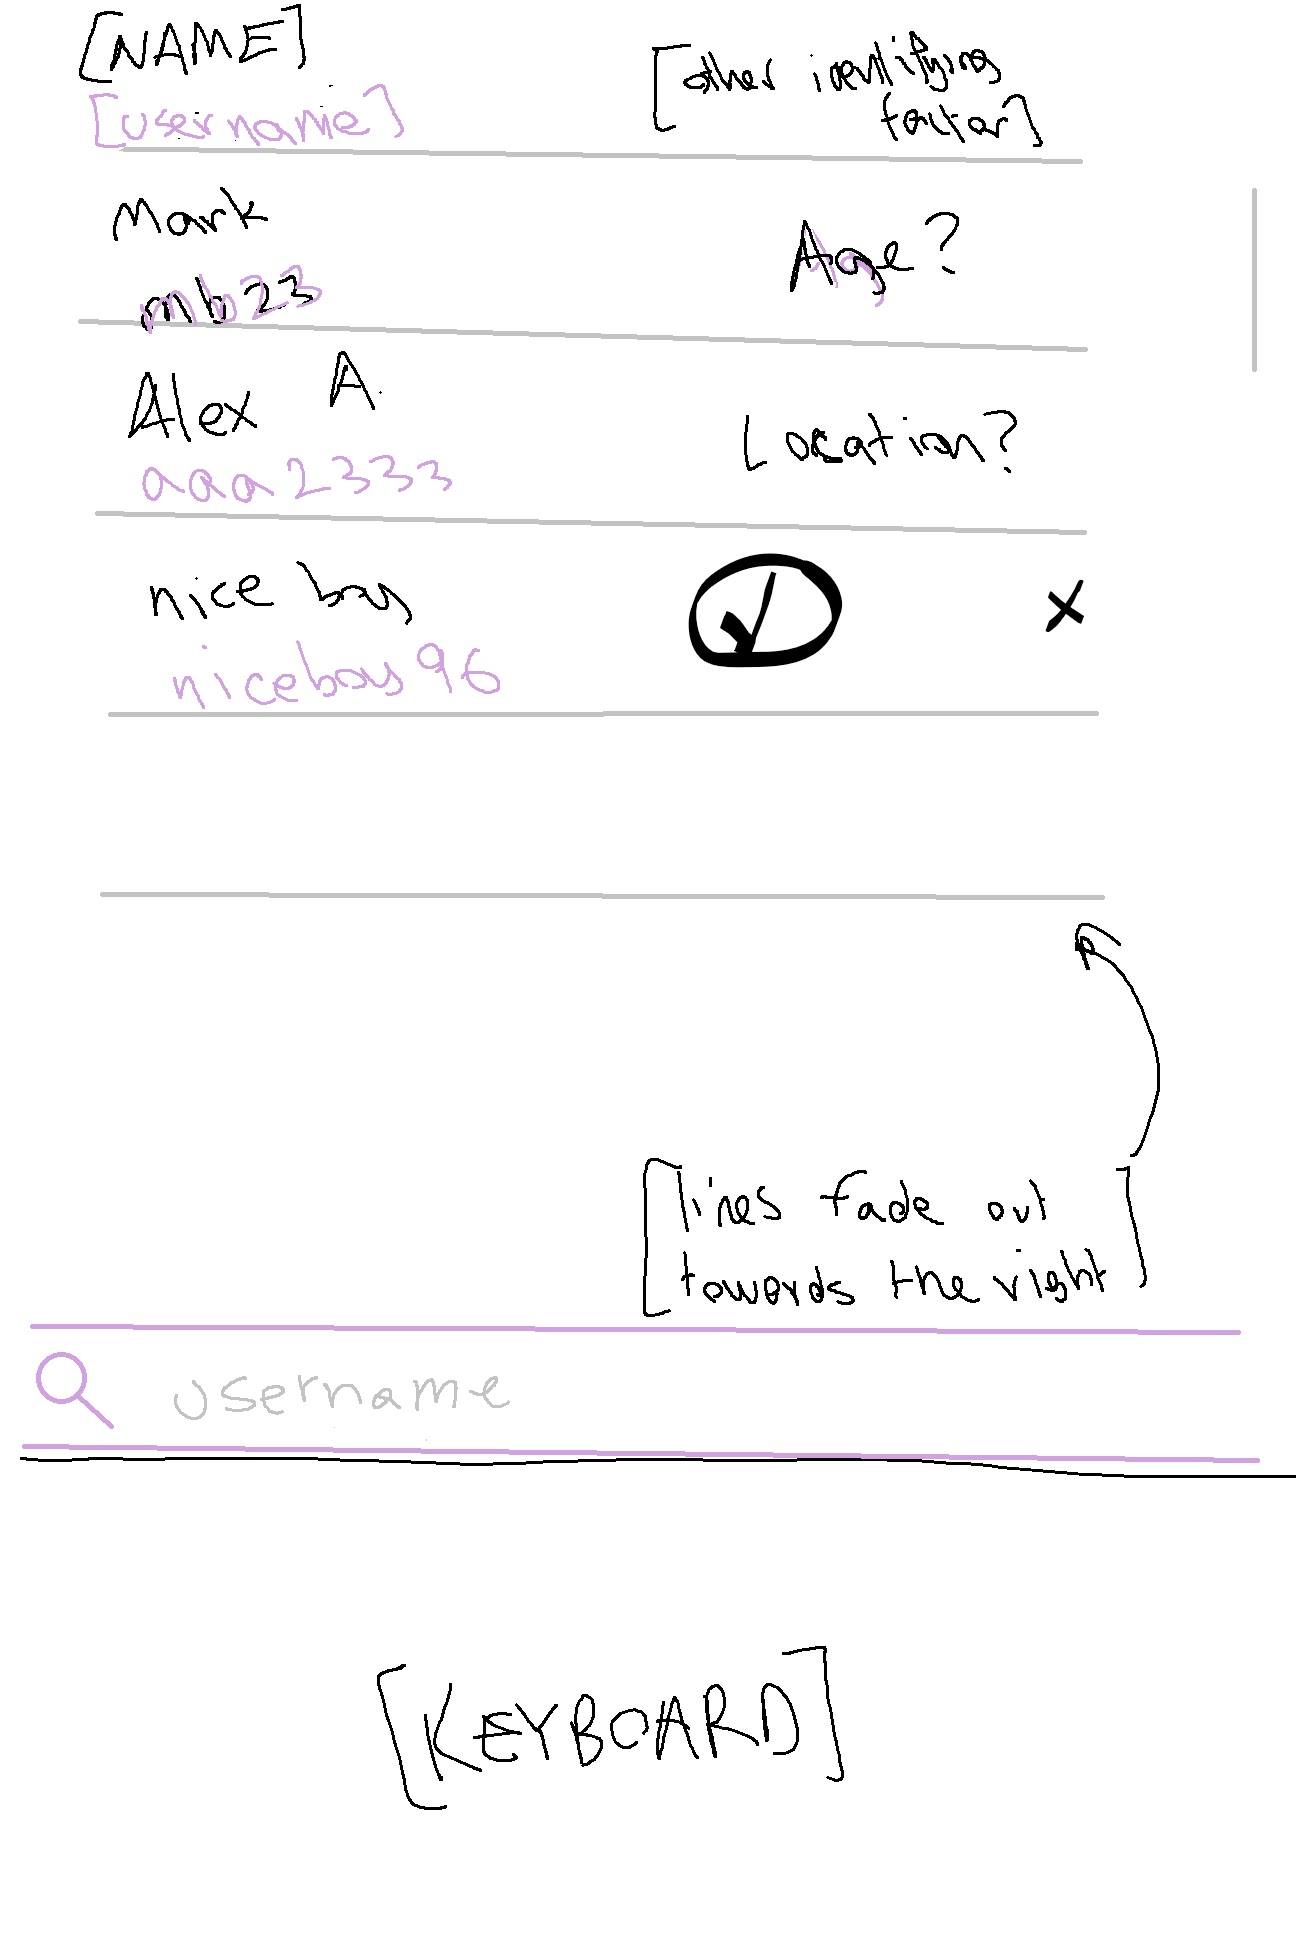 [NAME]
[username]
[other identifying
factor]
Mark
mb23
Age?
Alex A.
aaa2333
Location?
nice boy
niceboy96
[lines fade out
towards the right]
username
[KEYBOARD]